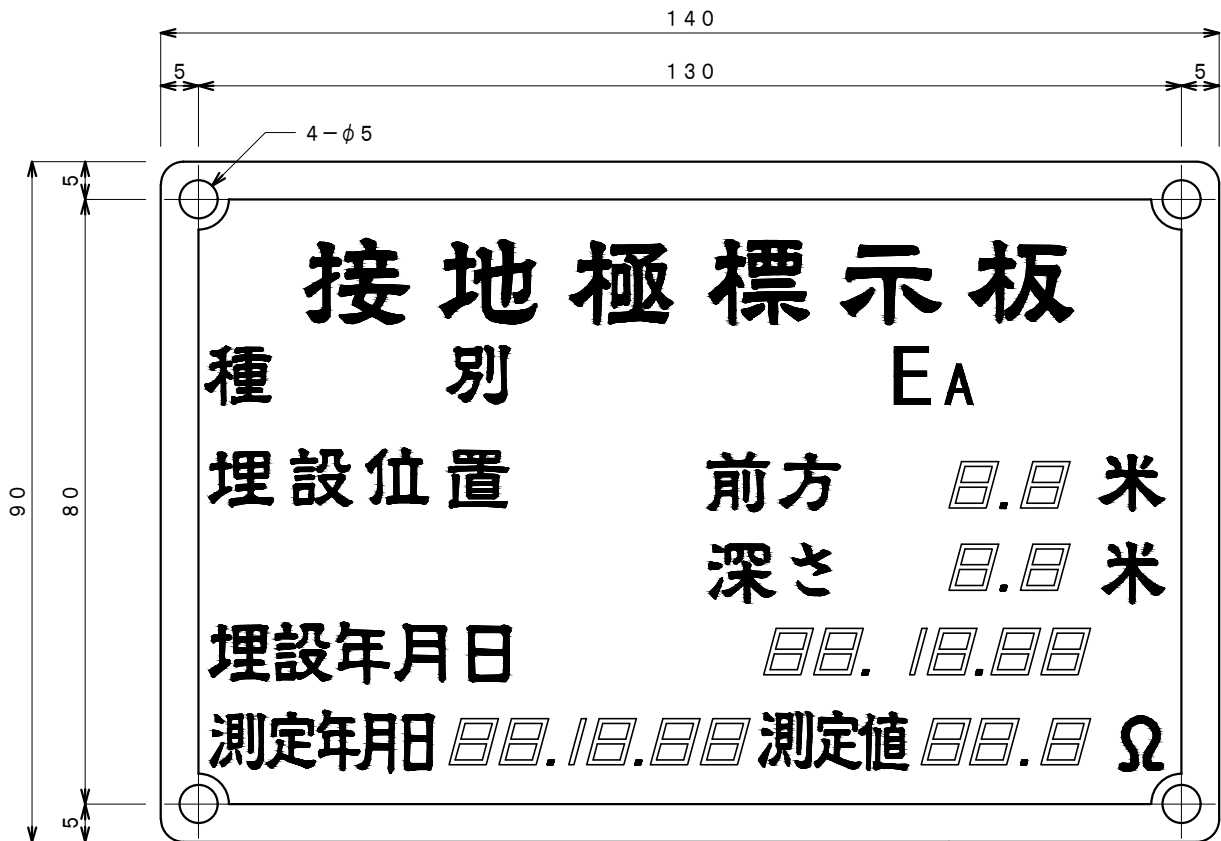 140
5 130 5
4-φ5
5
90
80
5
接地極標示板
種別 EA
埋設位置 前方 8.8 米
深さ 8.8 米
埋設年月日 88.18.88
測定年月日 88.18.88 測定値 88.8 Ω